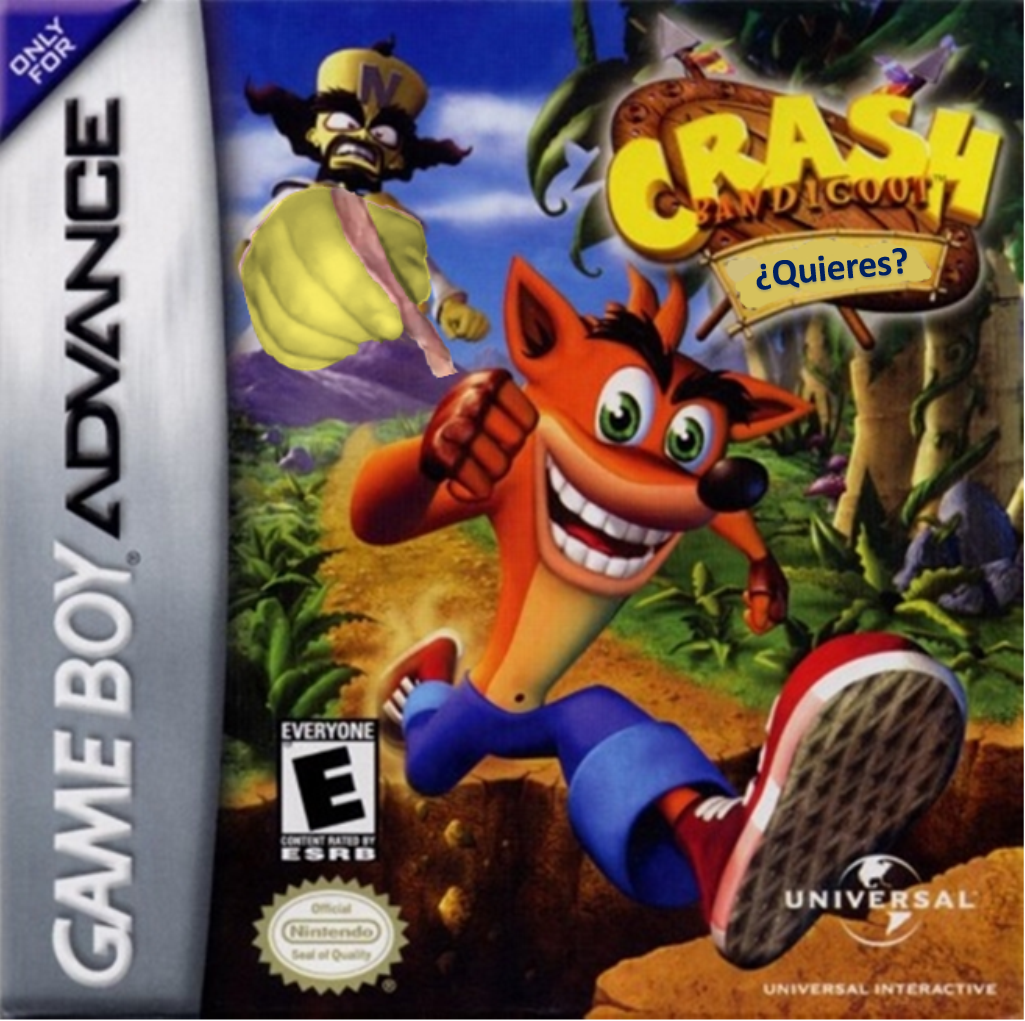 ONLY
FOR
GAME BOY ADVANCE
®
N
CRASH
BANDICOOT™
¿Quieres?
EVERYONE
E
CONTENT RATED BY
ESRB
Official
Nintendo
Seal of Quality
®
UNIVERSAL
UNIVERSAL INTERACTIVE